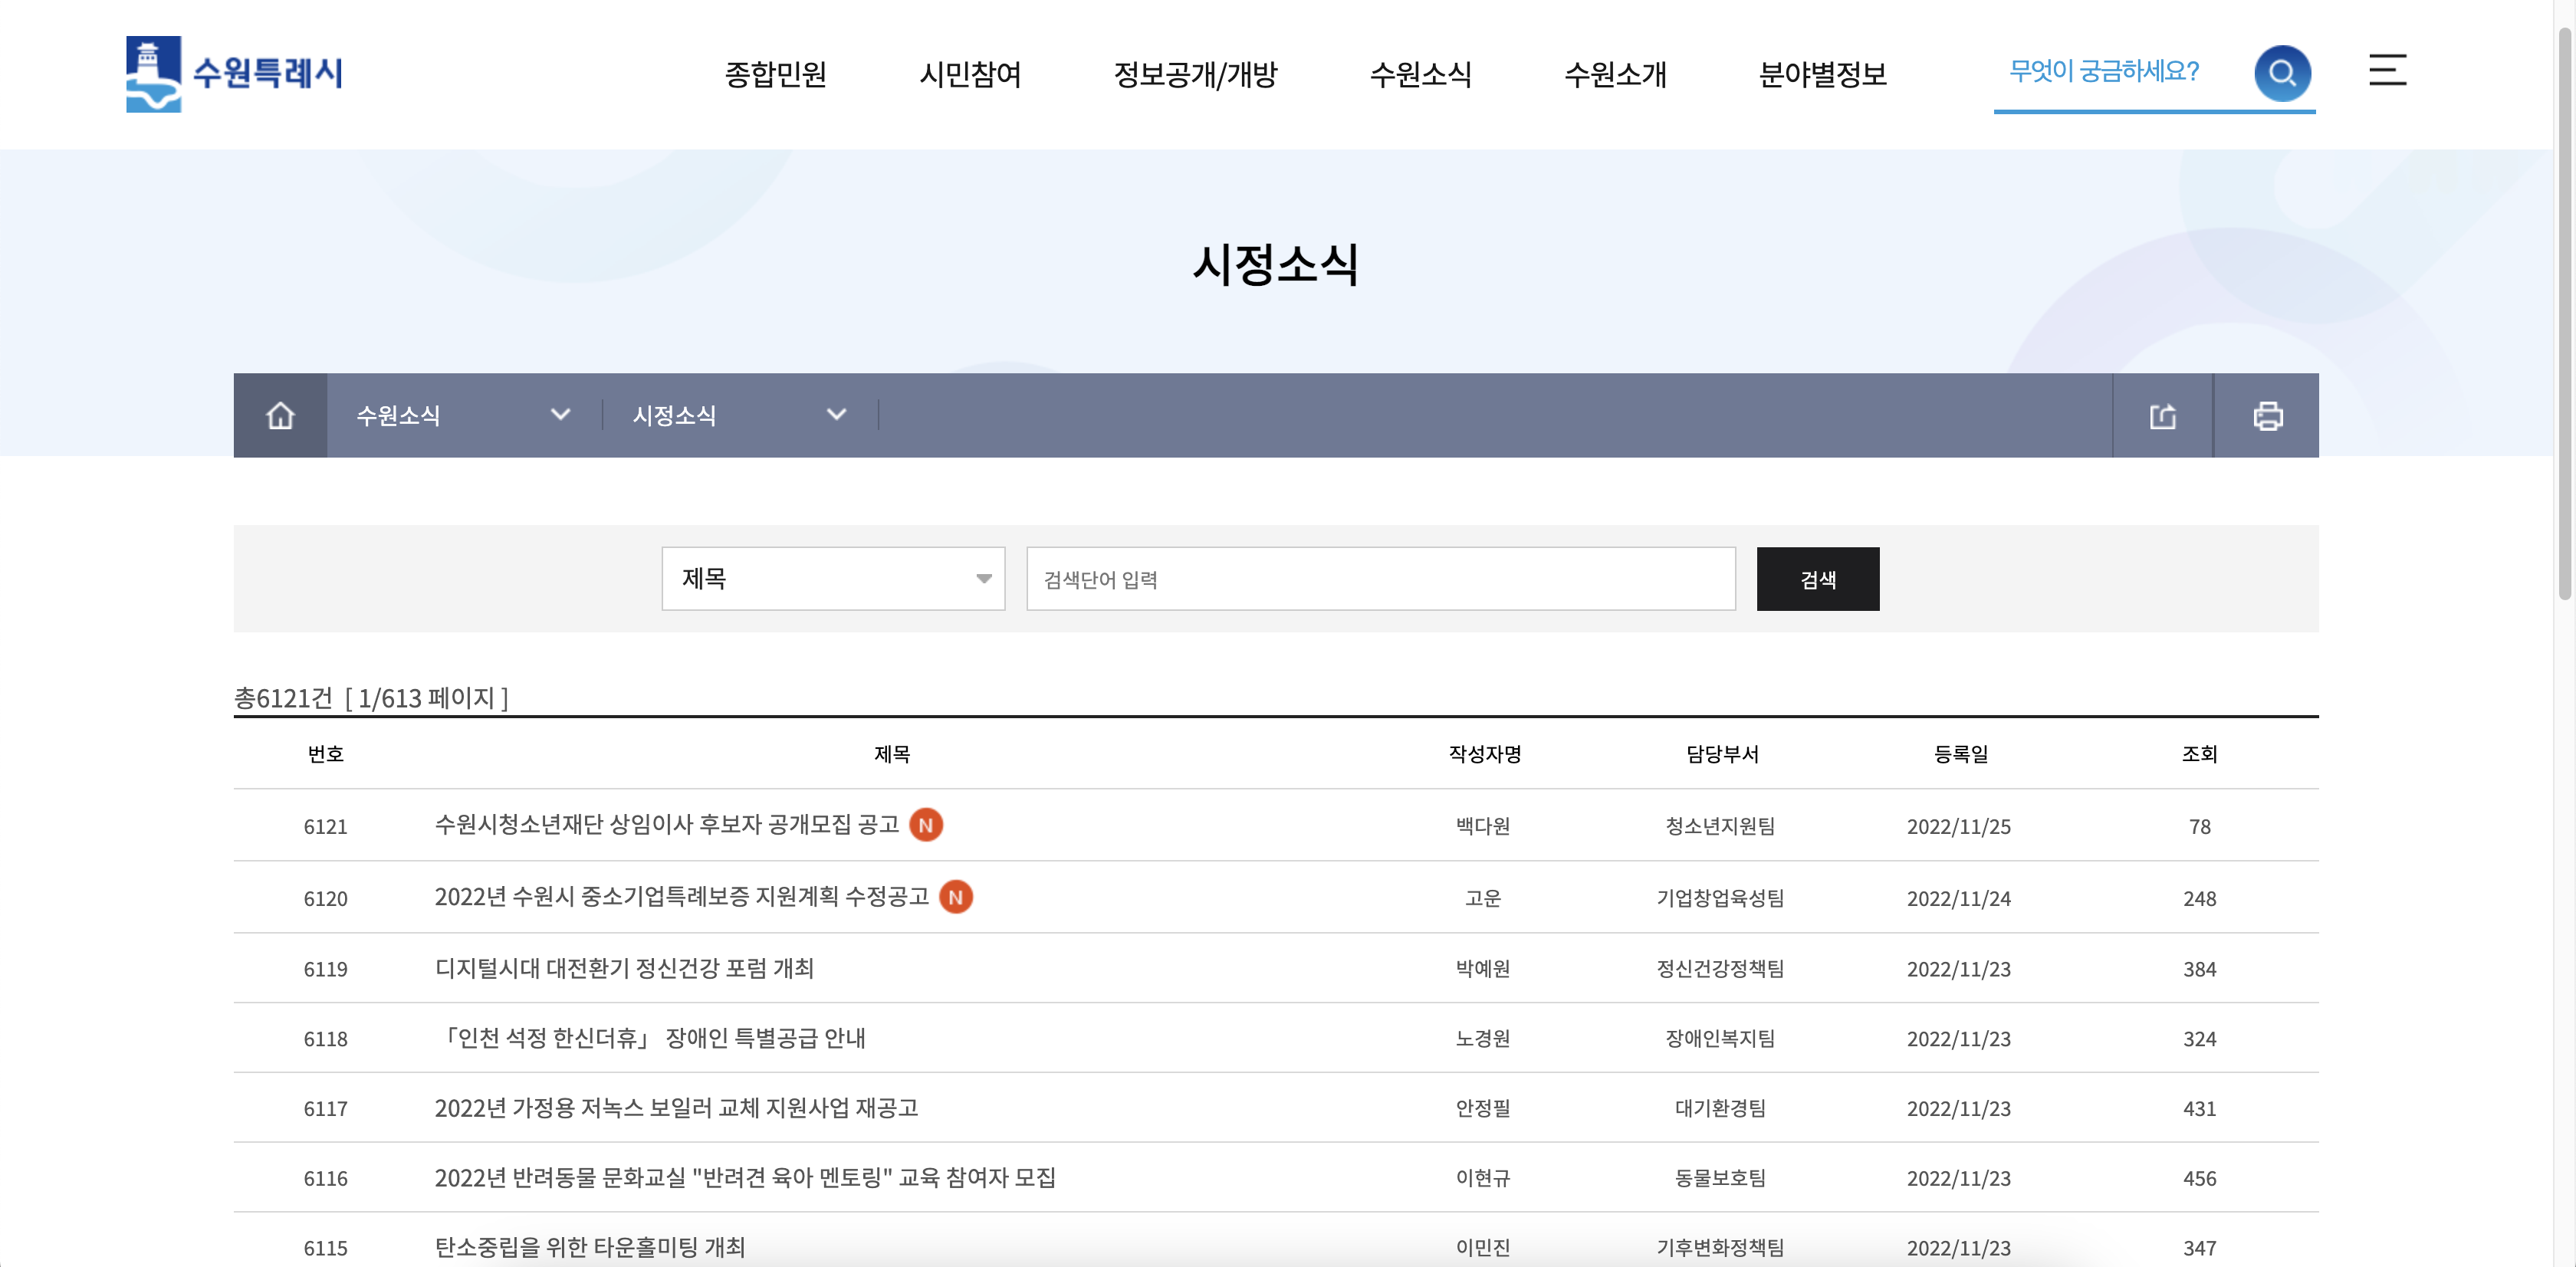 수원특례시 종합민원 시민참여 정보공개/개방 수원소식 수원소개 분야별정보 무엇이 궁금하세요?
시정소식
수원소식 시정소식
제목 검색단어 입력 검색
총6121건 [ 1/613 페이지 ]
번호 제목 작성자명 담당부서 등록일 조회
6121 수원시청소년재단 상임이사 후보자 공개모집 공고 N 백다원 청소년지원팀 2022/11/25 78
6120 2022년 수원시 중소기업특례보증 지원계획 수정공고 N 고운 기업창업육성팀 2022/11/24 248
6119 디지털시대 대전환기 정신건강 포럼 개최 박예원 정신건강정책팀 2022/11/23 384
6118 「인천 석정 한신더휴」 장애인 특별공급 안내 노경원 장애인복지팀 2022/11/23 324
6117 2022년 가정용 저녹스 보일러 교체 지원사업 재공고 안정필 대기환경팀 2022/11/23 431
6116 2022년 반려동물 문화교실 "반려견 육아 멘토링" 교육 참여자 모집 이현규 동물보호팀 2022/11/23 456
6115 탄소중립을 위한 타운홀미팅 개최 이민진 기후변화정책팀 2022/11/23 347